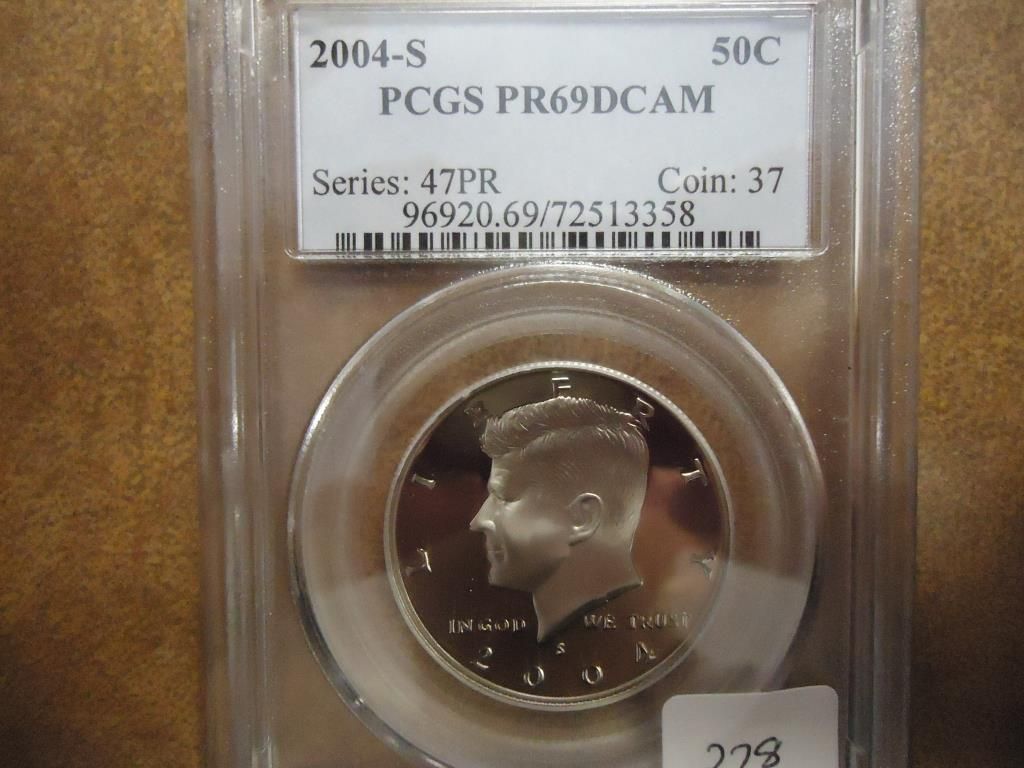 2004-S 50C
PCGS PR69DCAM
Series: 47PR Coin: 37
96920.69/72513358
LIBERTY
IN GOD WE TRUST
S
2004
228